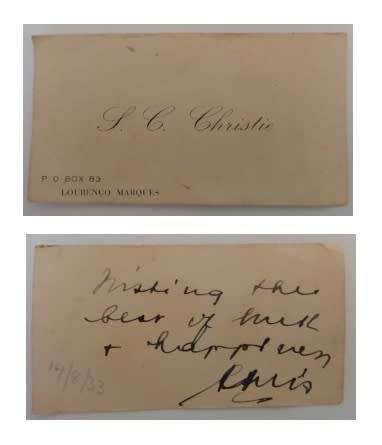 S. C. Christie
P. O. BOX 83
LOURENÇO MARQUES
Wishing the
best of luck
+ happiness
Chris
14/8/33